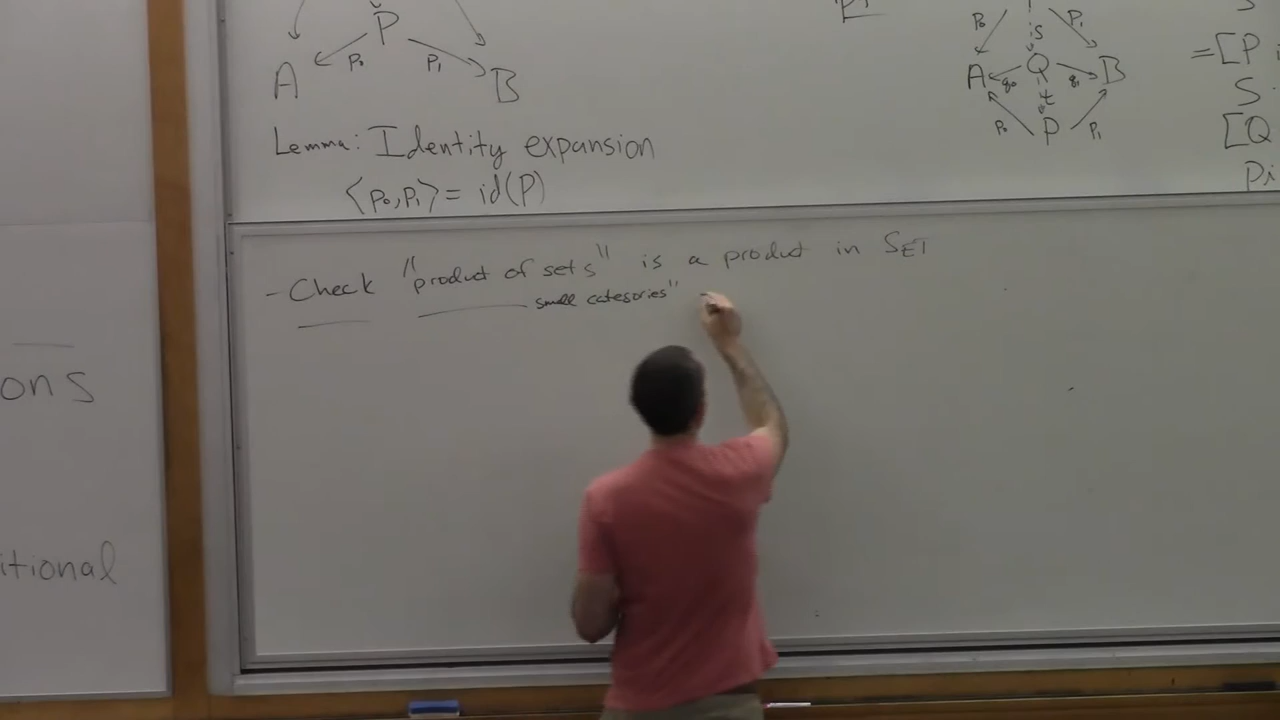 P
p₀ p₁
A B
Lemma: Identity expansion
⟨p₀,p₁⟩ = id(P)
p₀ s p₁
A Q B
q₀ t q₁
p₀ P p₁
=[P
S
[Q
Pi
- Check "product of sets" is a product in SET
small categories"
ons
itional